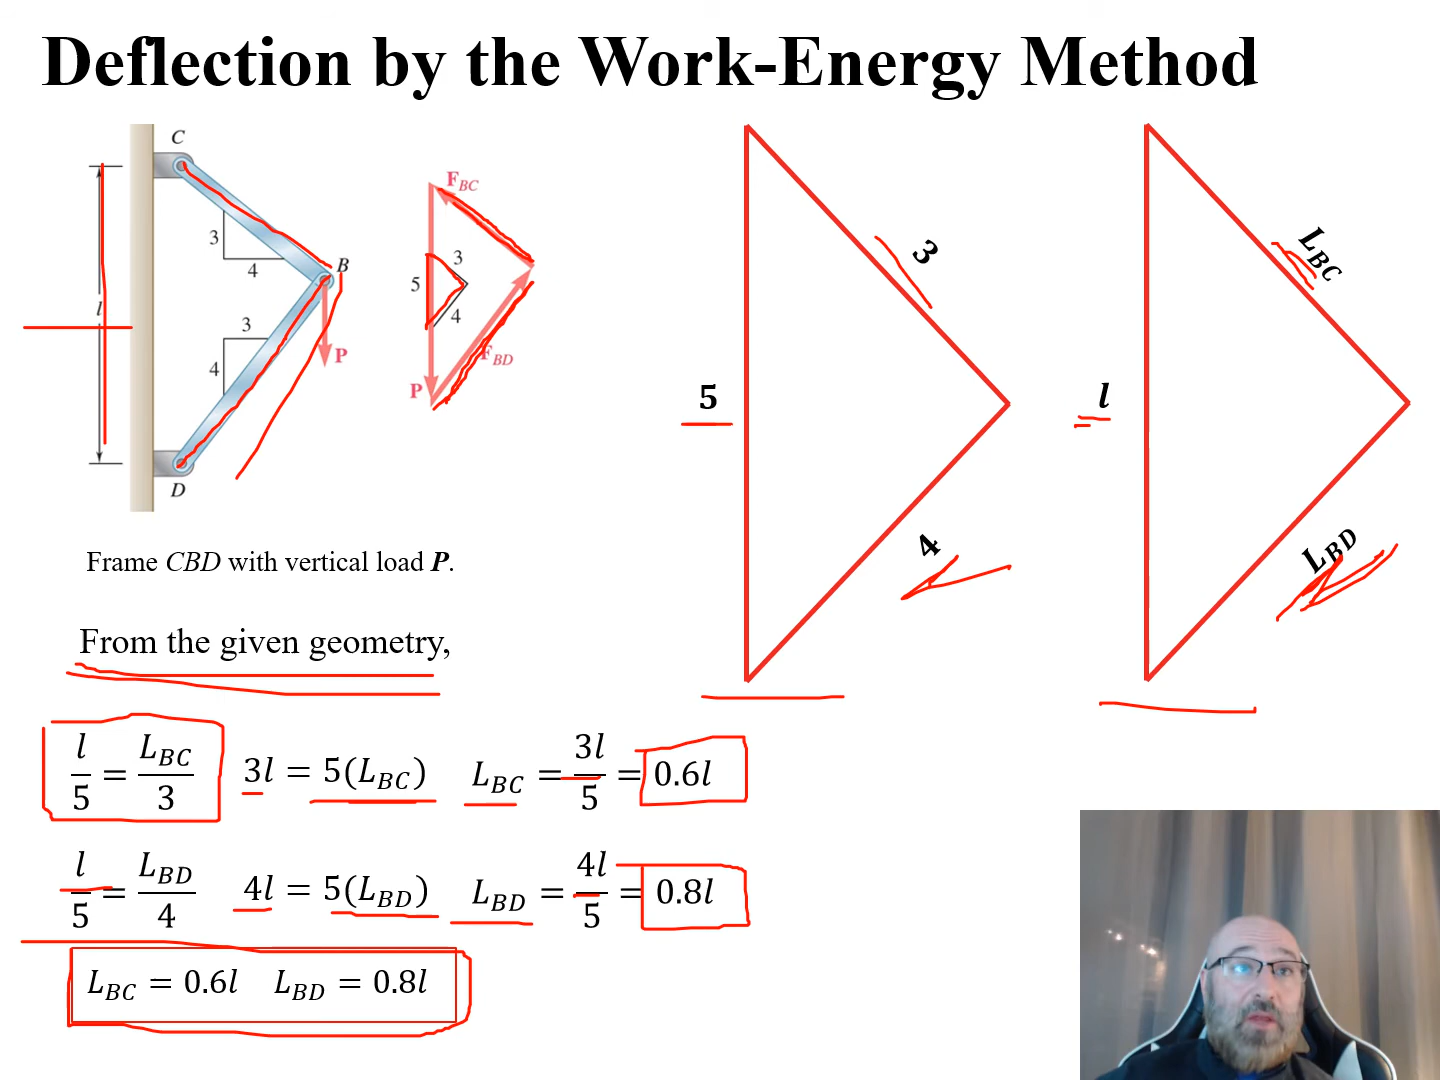 Deflection by the Work-Energy Method
C
3
4
B
l
3
4
P
D
F_BC
3
5
4
F_BD
P
3
5
4
L_BC
l
L_BD
Frame CBD with vertical load P.
From the given geometry,
l/5 = L_BC/3 3l = 5(L_BC) L_BC = 3l/5 = 0.6l
l/5 = L_BD/4 4l = 5(L_BD) L_BD = 4l/5 = 0.8l
L_BC = 0.6l L_BD = 0.8l